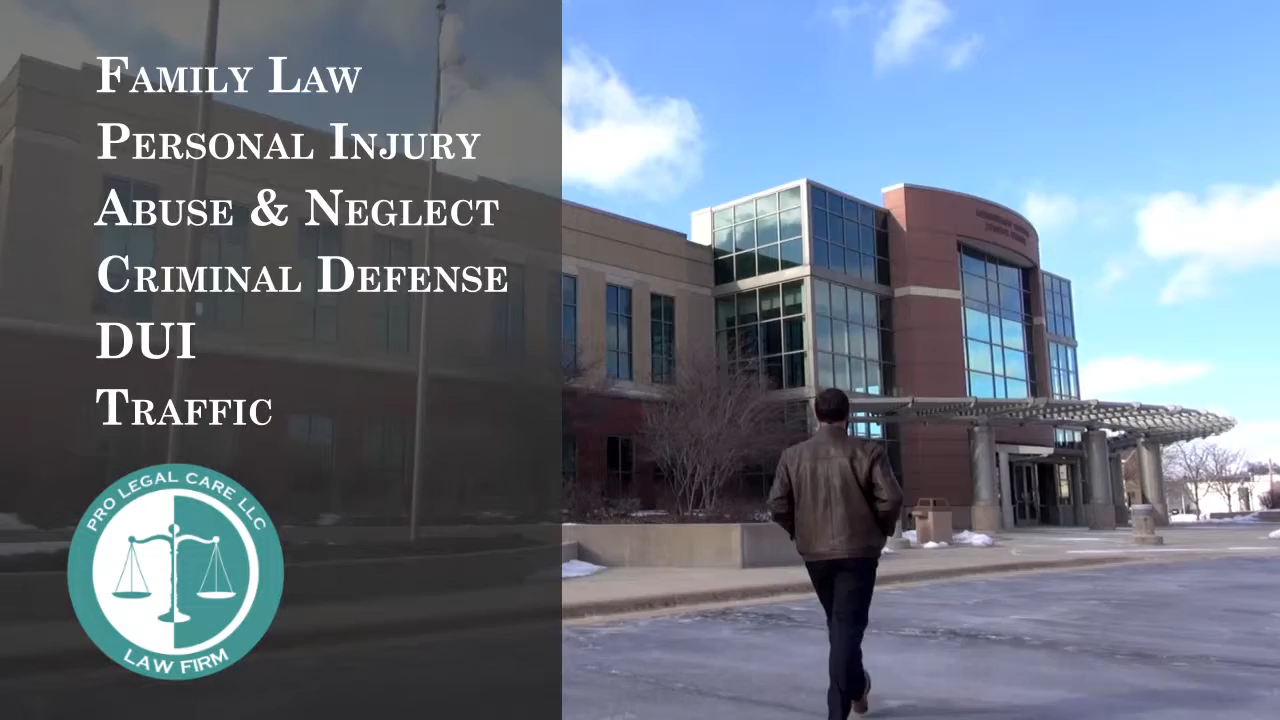 Family Law
Personal Injury
Abuse & Neglect
Criminal Defense
DUI
Traffic
PRO LEGAL CARE LLC
LAW FIRM